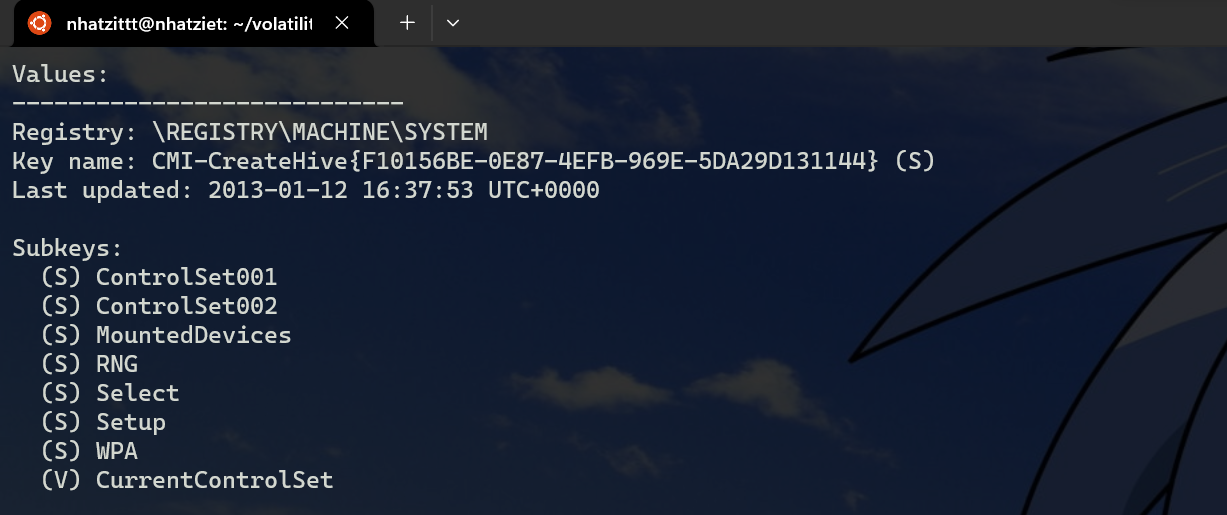 nhatzittt@nhatziet: ~/volatilit
Values:
----------------------------
Registry: \REGISTRY\MACHINE\SYSTEM
Key name: CMI-CreateHive{F10156BE-0E87-4EFB-969E-5DA29D131144} (S)
Last updated: 2013-01-12 16:37:53 UTC+0000
Subkeys:
(S) ControlSet001
(S) ControlSet002
(S) MountedDevices
(S) RNG
(S) Select
(S) Setup
(S) WPA
(V) CurrentControlSet